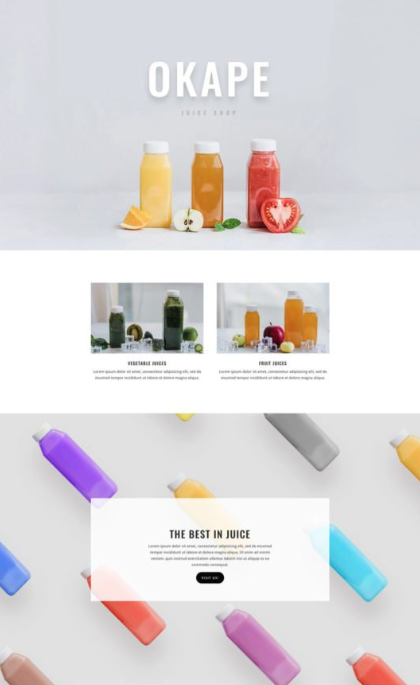 OKAPE
JUICE SHOP
VEGETABLE JUICES
Lorem ipsum dolor sit amet, consectetur adipiscing elit, sed do
eiusmod tempor incididunt ut labore et dolore magna aliqua.
FRUIT JUICES
Lorem ipsum dolor sit amet, consectetur adipiscing elit, sed do
eiusmod tempor incididunt ut labore et dolore magna aliqua.
THE BEST IN JUICE
Lorem ipsum dolor sit amet, consectetur adipiscing elit, sed do eiusmod
tempor incididunt ut labore et dolore magna aliqua. Ut enim ad minim
veniam, quis nostrud exercitation ullamco laboris nisi ut aliquip ex ea
commodo consequat.
VISIT US!